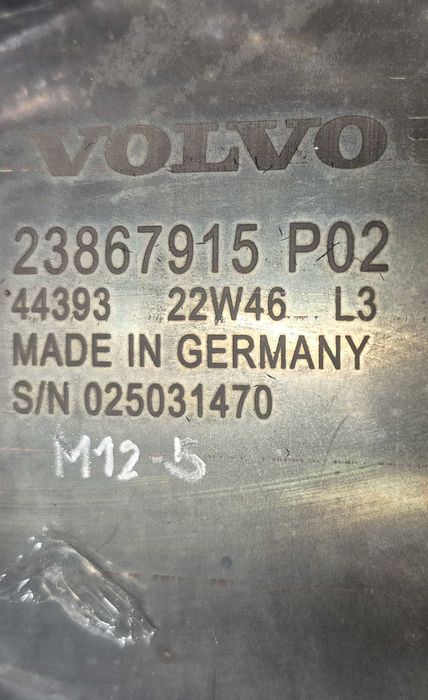 VOLVO
23867915 P02
44393 22W46 L3
MADE IN GERMANY
S/N 025031470
M12-5